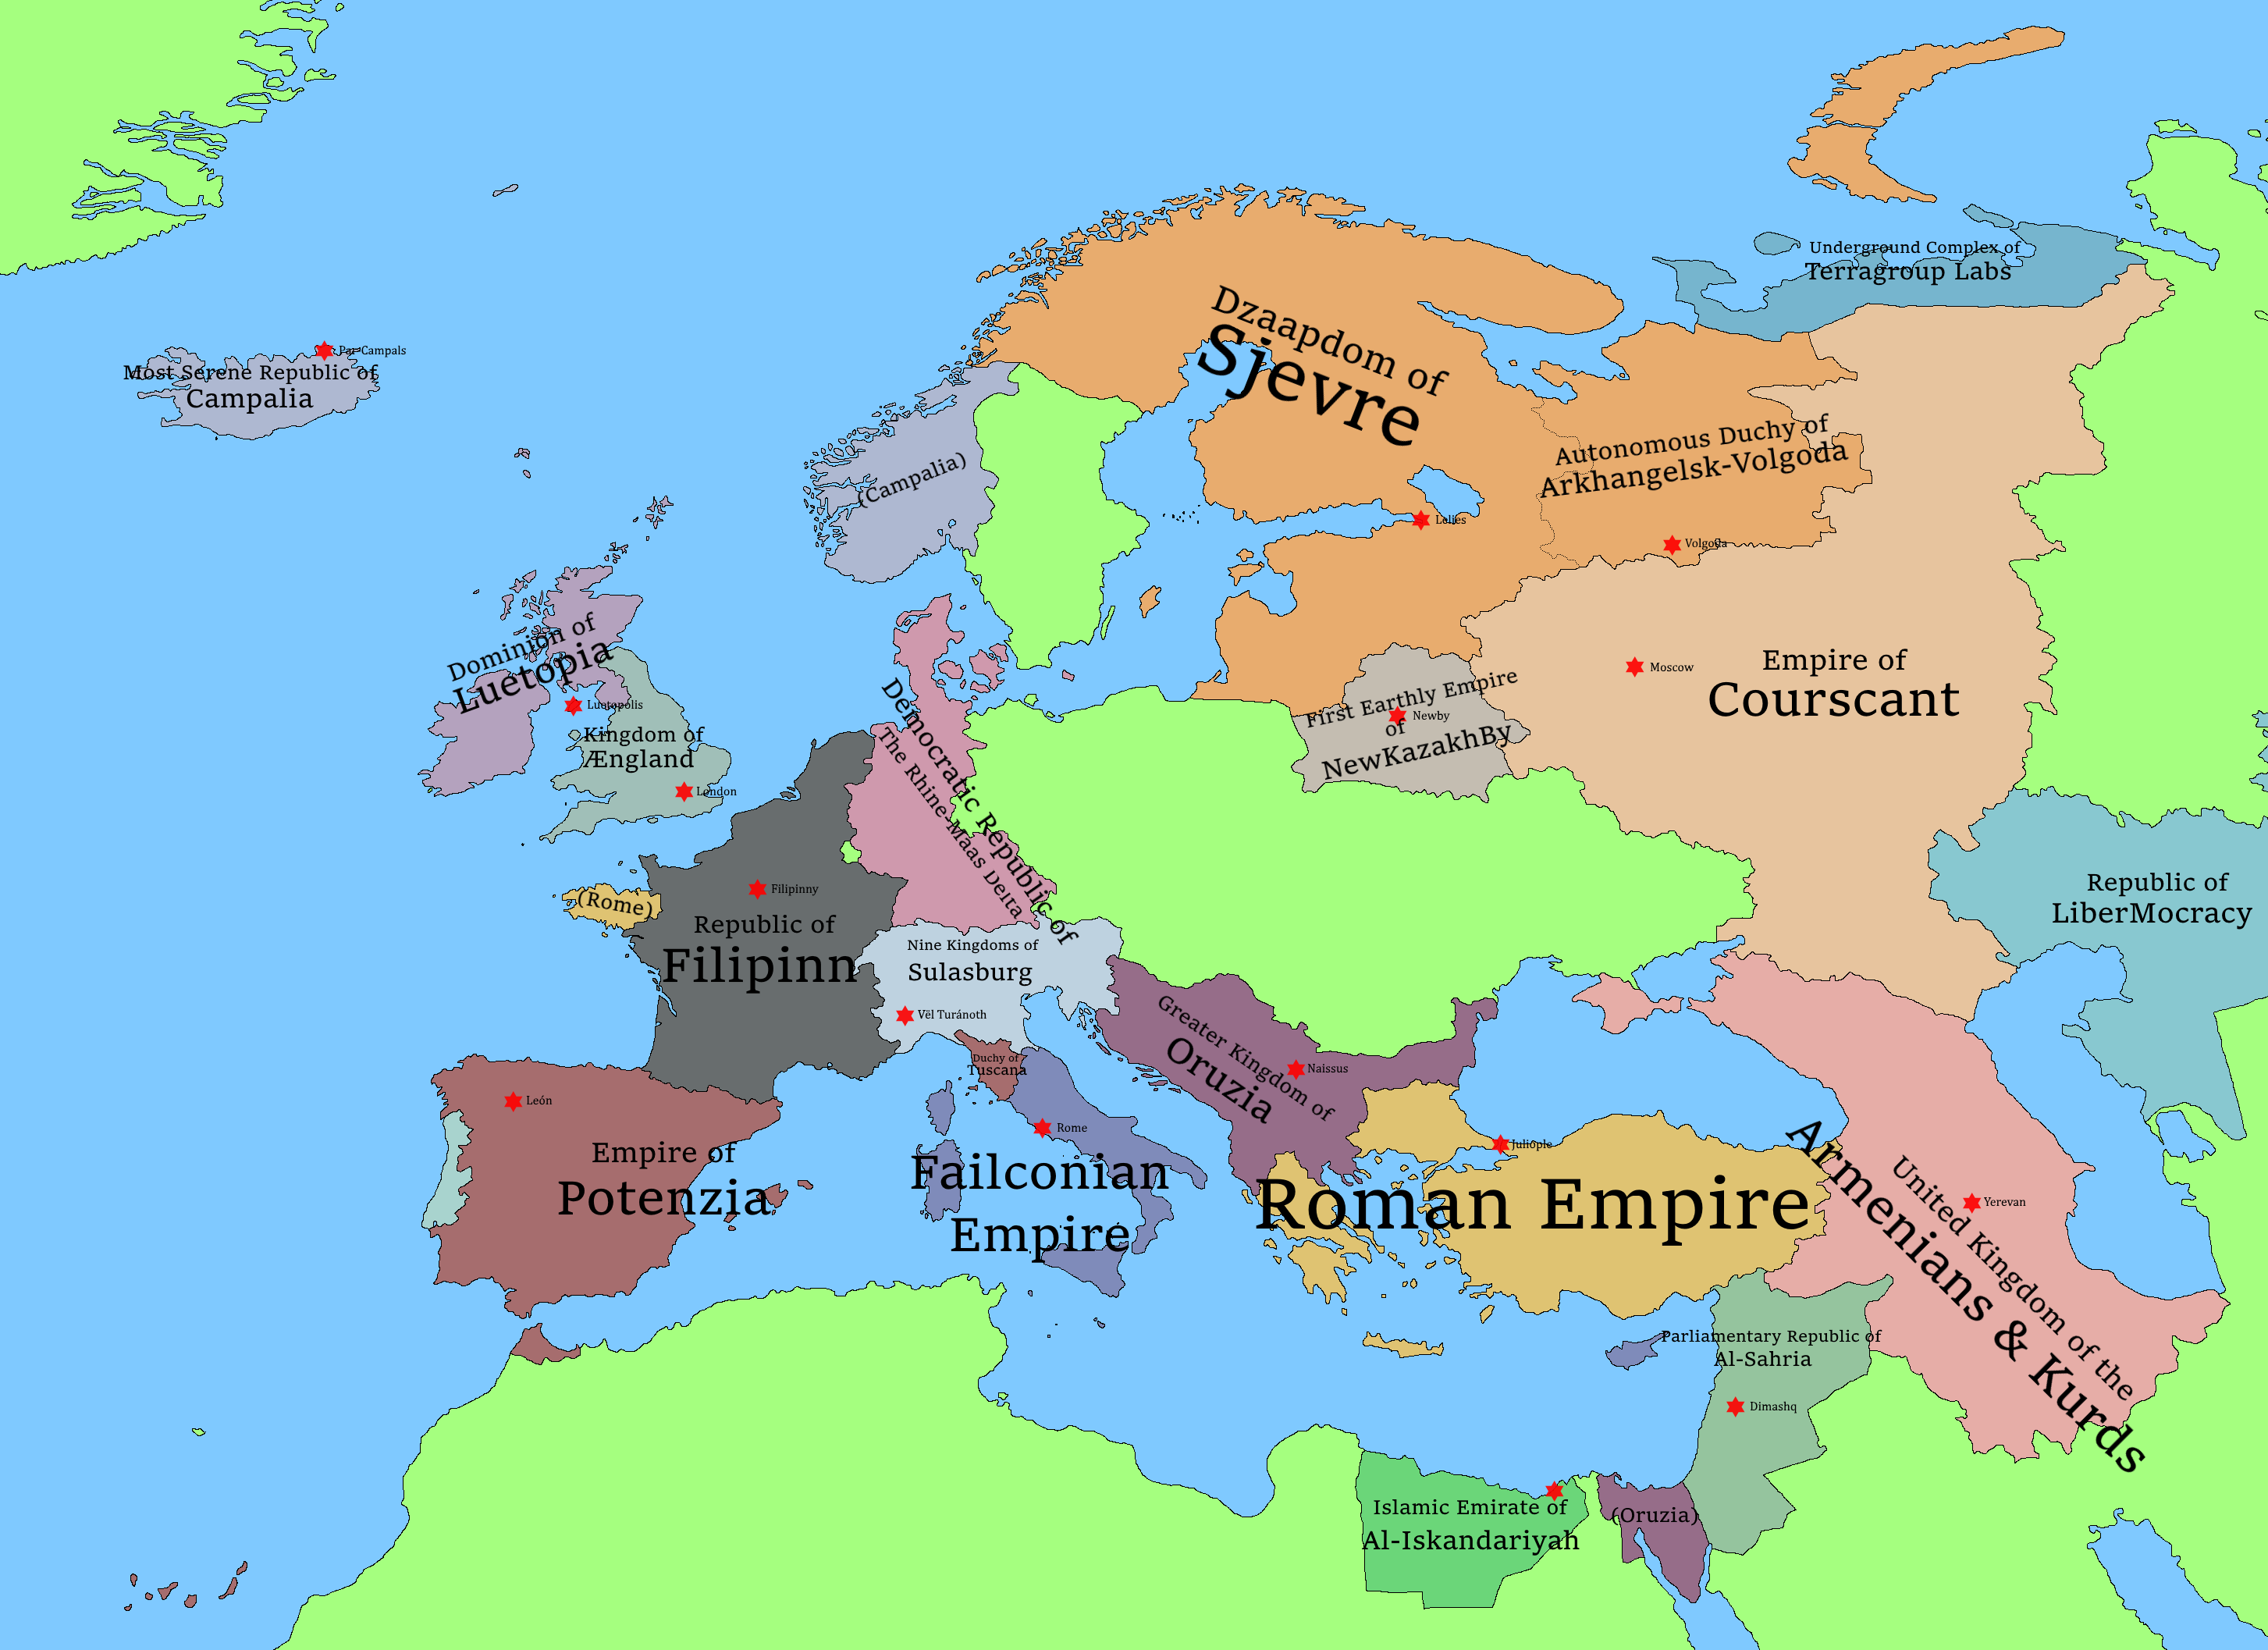 Underground Complex of
Terragroup Labs
Dzaapdom of
Sjevre
Par Campals
Most Serene Republic of
Campalia
(Campalia)
Autonomous Duchy of
Arkhangelsk-Volgoda
Lelies
Volgoda
Dominion of
Luetopia
Luetopolis
Kingdom of
Ængland
London
Moscow
Empire of
Courscant
First Earthly Empire
of
NewKazakhBy
Newby
Democratic Republic of
The Rhine-Maas Delta
Republic of
LiberMocracy
(Rome)
Filipinny
Republic of
Filipinn
Nine Kingdoms of
Sulasburg
Vēl Turánoth
Greater Kingdom of
Oruzia
Naissus
Duchy of
Tuscana
León
Empire of
Potenzia
Rome
Failconian
Empire
Juliople
Roman Empire
United Kingdom of the
Armenians & Kurds
Yerevan
Parliamentary Republic of
Al-Sahria
Dimashq
Islamic Emirate of
Al-Iskandariyah
(Oruzia)